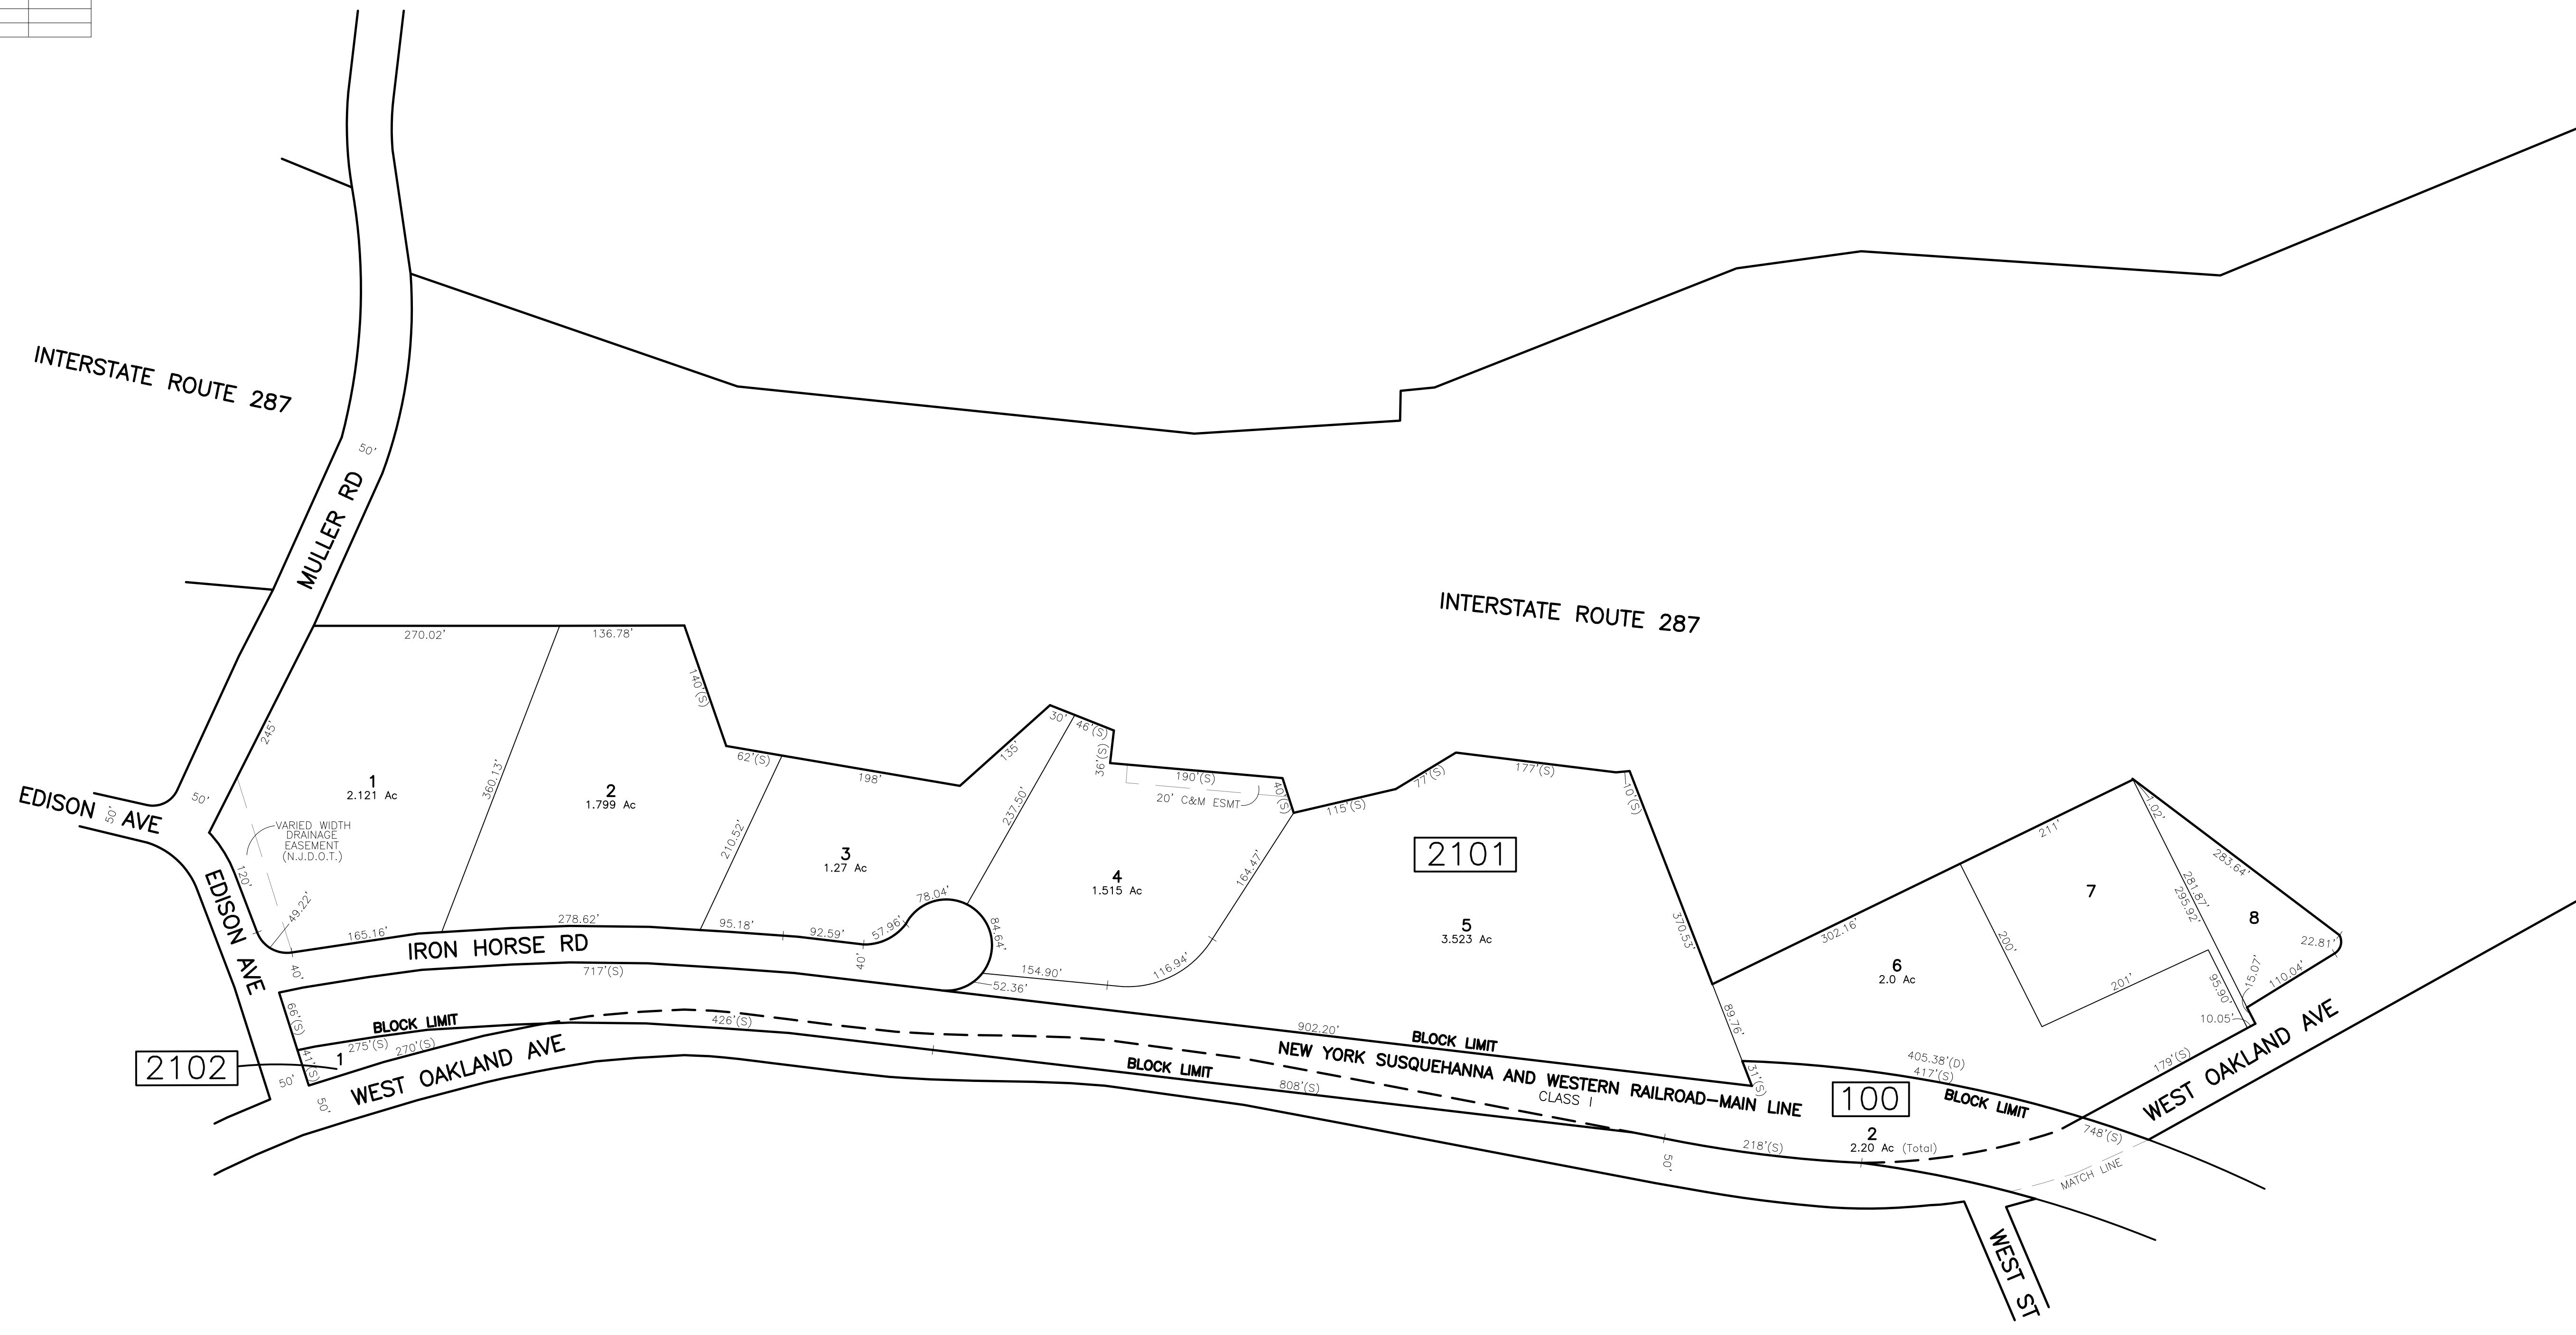 INTERSTATE ROUTE 287
50'
MULLER RD
INTERSTATE ROUTE 287
270.02'
136.78'
140'(S)
245'
360.13'
62'(S)
198'
135'
30'
46'(S)
36'(S)
190'(S)
40'(S)
20' C&M ESMT
115'(S)
77'(S)
177'(S)
10'(S)
1
2.121 Ac
2
1.799 Ac
210.52'
237.50'
3
1.27 Ac
4
1.515 Ac
164.47'
2101
5
3.523 Ac
370.53'
EDISON AVE
50'
50'
VARIED WIDTH
DRAINAGE
EASEMENT
(N.J.D.O.T.)
120'
49.22'
EDISON AVE
165.16'
278.62'
95.18'
92.59'
57.96'
78.04'
84.64'
40'
40'
IRON HORSE RD
717'(S)
154.90'
116.94'
52.36'
211'
302.16'
7
200'
201'
6
2.0 Ac
1.02'
283.64'
281.87'
295.92'
8
22.81'
95.90'
15.07'
110.04'
10.05'
179'(S)
WEST OAKLAND AVE
89.76'
31'(S)
66'(S)
BLOCK LIMIT
275'(S)
270'(S)
426'(S)
41'(S)
1
2102
50'
50'
WEST OAKLAND AVE
902.20'
BLOCK LIMIT
NEW YORK SUSQUEHANNA AND WESTERN RAILROAD-MAIN LINE
CLASS I
BLOCK LIMIT
808'(S)
405.38'(D)
417'(S)
BLOCK LIMIT
100
2
2.20 Ac (Total)
218'(S)
748'(S)
50'
MATCH LINE
WEST ST